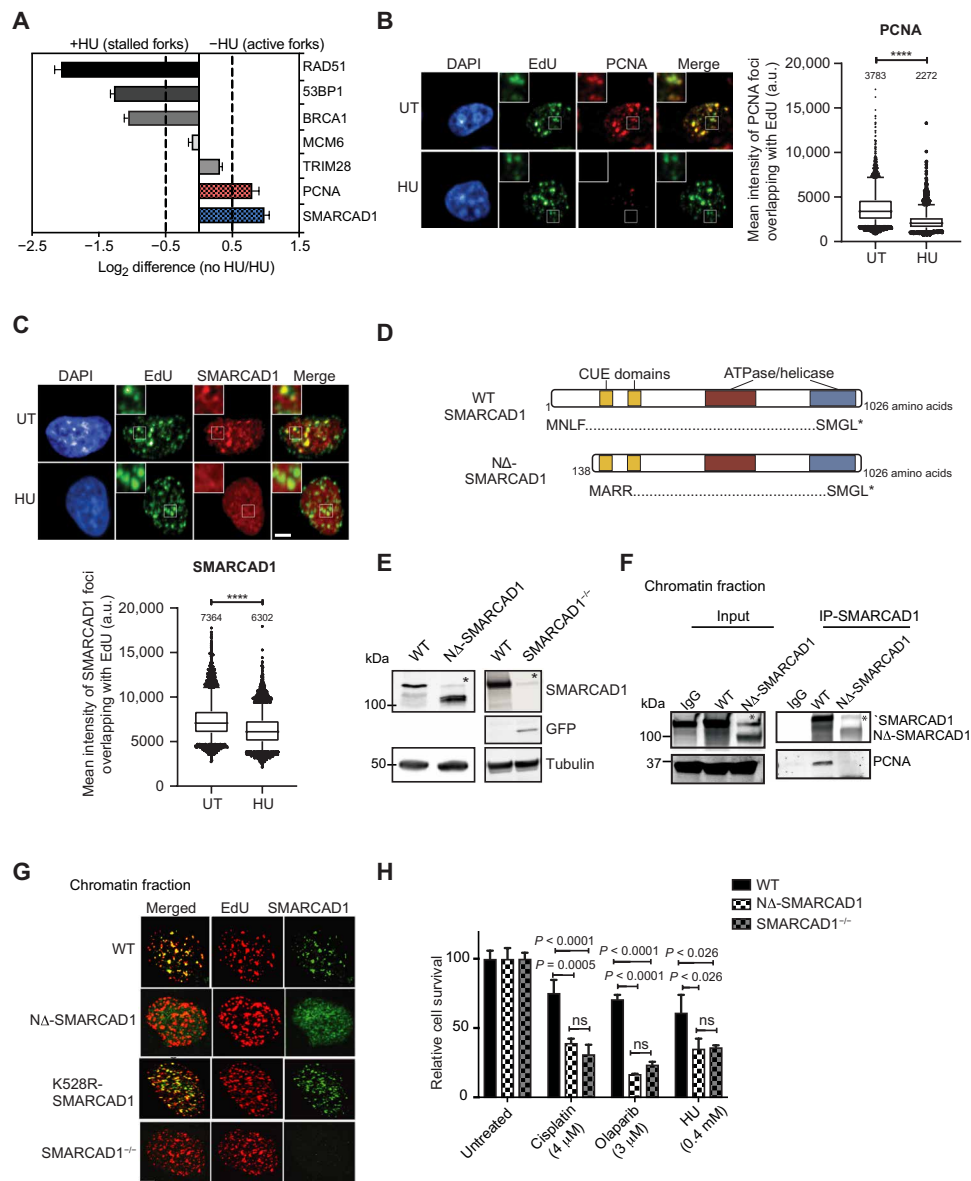 A
+HU (stalled forks) −HU (active forks)
RAD51
53BP1
BRCA1
MCM6
TRIM28
PCNA
SMARCAD1
−2.5 −1.5 −0.5 0.5 1.5
Log2 difference (no HU/HU)
B
DAPI EdU PCNA Merge
UT
HU
PCNA
****
3783 2272
Mean intensity of PCNA foci
overlapping with EdU (a.u.)
20,000
15,000
10,000
5000
0
UT HU
C
DAPI EdU SMARCAD1 Merge
UT
HU
SMARCAD1
****
7364 6302
Mean intensity of SMARCAD1 foci
overlapping with EdU (a.u.)
20,000
15,000
10,000
5000
0
UT HU
D
CUE domains ATPase/helicase
WT
SMARCAD1
1 1026 amino acids
MNLF..................................................SMGL*
NΔ-
SMARCAD1
138 1026 amino acids
MARR..........................................SMGL*
E
WT NΔ-SMARCAD1 WT SMARCAD1−/−
kDa
* * SMARCAD1
100
GFP
50 Tubulin
F
Chromatin fraction
Input IP-SMARCAD1
IgG WT NΔ-SMARCAD1 IgG WT NΔ-SMARCAD1
kDa
* * `SMARCAD1
100 NΔ-SMARCAD1
37 PCNA
G
Chromatin fraction
Merged EdU SMARCAD1
WT
NΔ-SMARCAD1
K528R-
SMARCAD1
SMARCAD1−/−
H
WT
NΔ-SMARCAD1
SMARCAD1−/−
Relative cell survival
100
50
0
P < 0.0001 P < 0.0001 P < 0.026
P = 0.0005 P < 0.0001 P < 0.026
ns ns ns
Untreated
Cisplatin
(4 μM)
Olaparib
(3 μM)
HU
(0.4 mM)